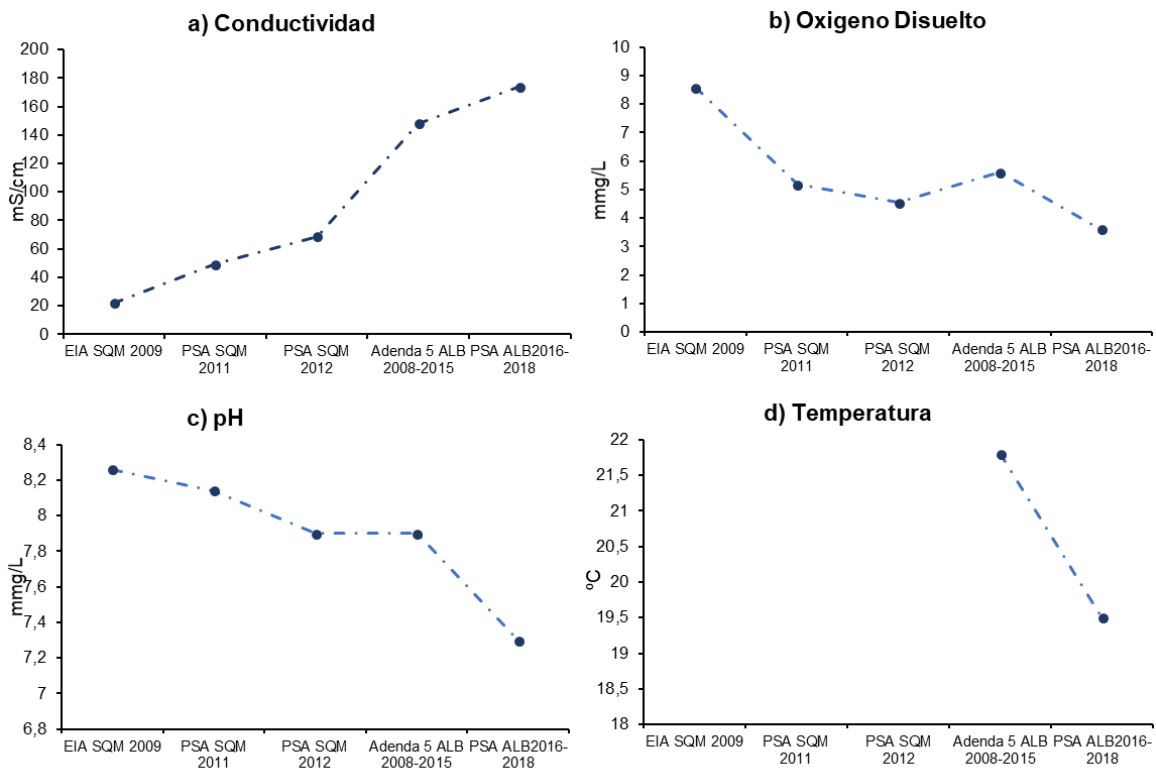 a) Conductividad
200
180
160
140
120
100
80
60
40
20
0
mS/cm
EIA SQM 2009
PSA SQM
2011
PSA SQM
2012
Adenda 5 ALB
2008-2015
PSA ALB2016-
2018
b) Oxigeno Disuelto
10
9
8
7
6
5
4
3
2
1
0
mmg/L
EIA SQM 2009
PSA SQM
2011
PSA SQM
2012
Adenda 5 ALB
2008-2015
PSA ALB2016-
2018
c) pH
8,4
8,2
8
7,8
7,6
7,4
7,2
7
6,8
mmg/L
EIA SQM 2009
PSA SQM
2011
PSA SQM
2012
Adenda 5 ALB
2008-2015
PSA ALB2016-
2018
d) Temperatura
22
21,5
21
20,5
20
19,5
19
18,5
18
ºC
EIA SQM 2009
PSA SQM
2011
PSA SQM
2012
Adenda 5 ALB
2008-2015
PSA ALB2016-
2018